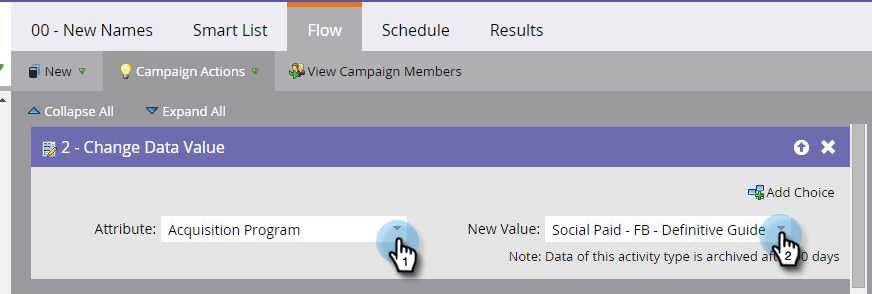 00 - New Names Smart List Flow Schedule Results
New Campaign Actions View Campaign Members
Collapse All Expand All
2 - Change Data Value
Add Choice
Attribute: Acquisition Program New Value: Social Paid - FB - Definitive Guide
1 2
Note: Data of this activity type is archived days